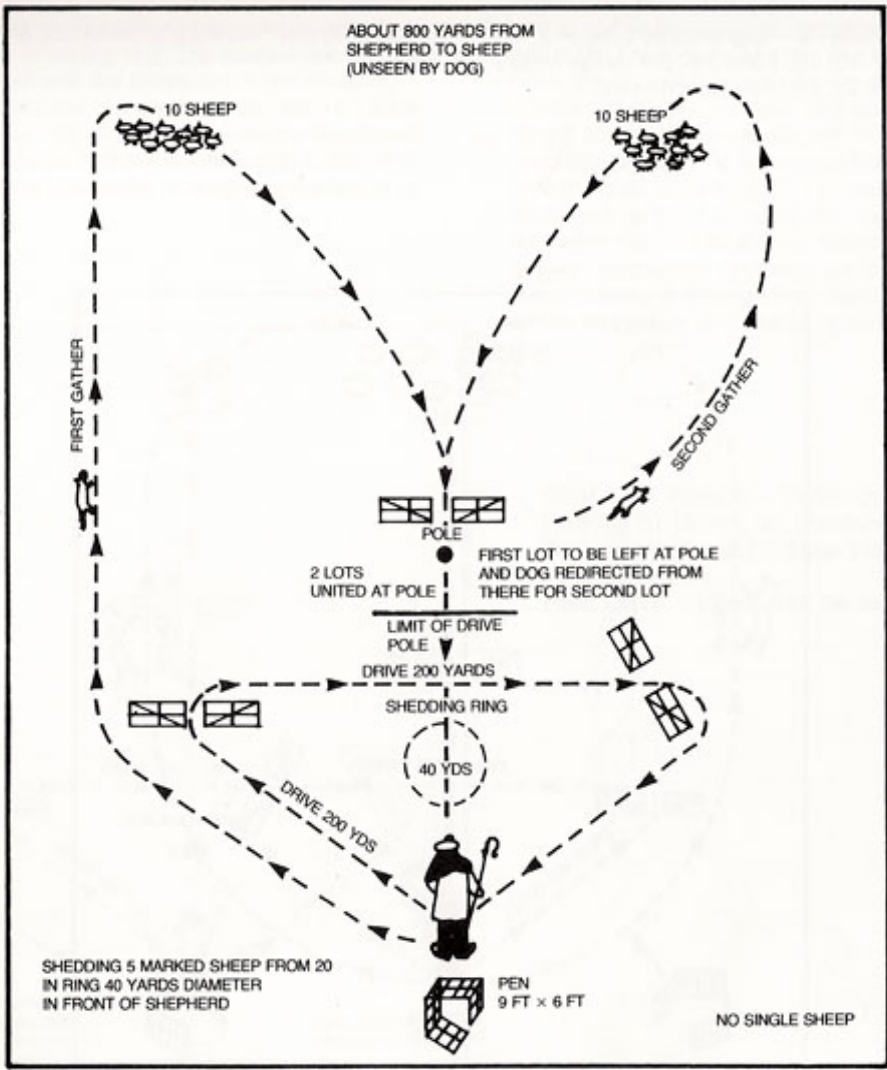 ABOUT 800 YARDS FROM
SHEPHERD TO SHEEP
(UNSEEN BY DOG)
10 SHEEP
10 SHEEP
FIRST GATHER
SECOND GATHER
POLE
2 LOTS
UNITED AT POLE
FIRST LOT TO BE LEFT AT POLE
AND DOG REDIRECTED FROM
THERE FOR SECOND LOT
LIMIT OF DRIVE
POLE
DRIVE 200 YARDS
SHEDDING RING
40 YDS
DRIVE 200 YDS
SHEDDING 5 MARKED SHEEP FROM 20
IN RING 40 YARDS DIAMETER
IN FRONT OF SHEPHERD
PEN
9 FT × 6 FT
NO SINGLE SHEEP